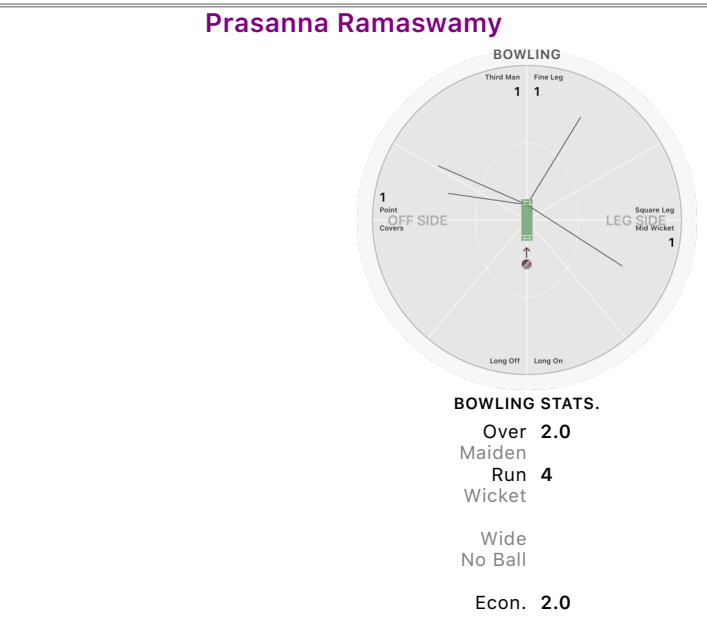 Prasanna Ramaswamy
BOWLING
Third Man Fine Leg
1 1
1
Point Square Leg
OFF SIDE LEG SIDE
Covers Mid Wicket
1
Long Off Long On
BOWLING STATS.
Over 2.0
Maiden
Run 4
Wicket
Wide
No Ball
Econ. 2.0